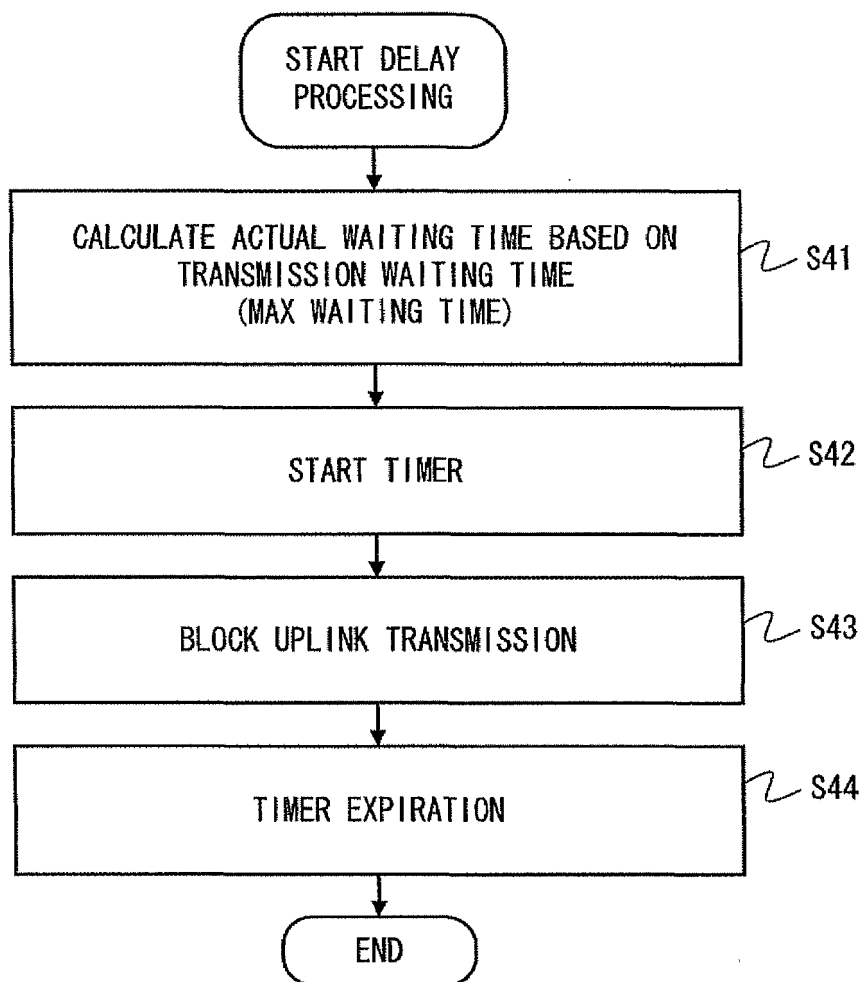 START DELAY
PROCESSING
CALCULATE ACTUAL WAITING TIME BASED ON
TRANSMISSION WAITING TIME
(MAX WAITING TIME)
S41
START TIMER
S42
BLOCK UPLINK TRANSMISSION
S43
TIMER EXPIRATION
S44
END